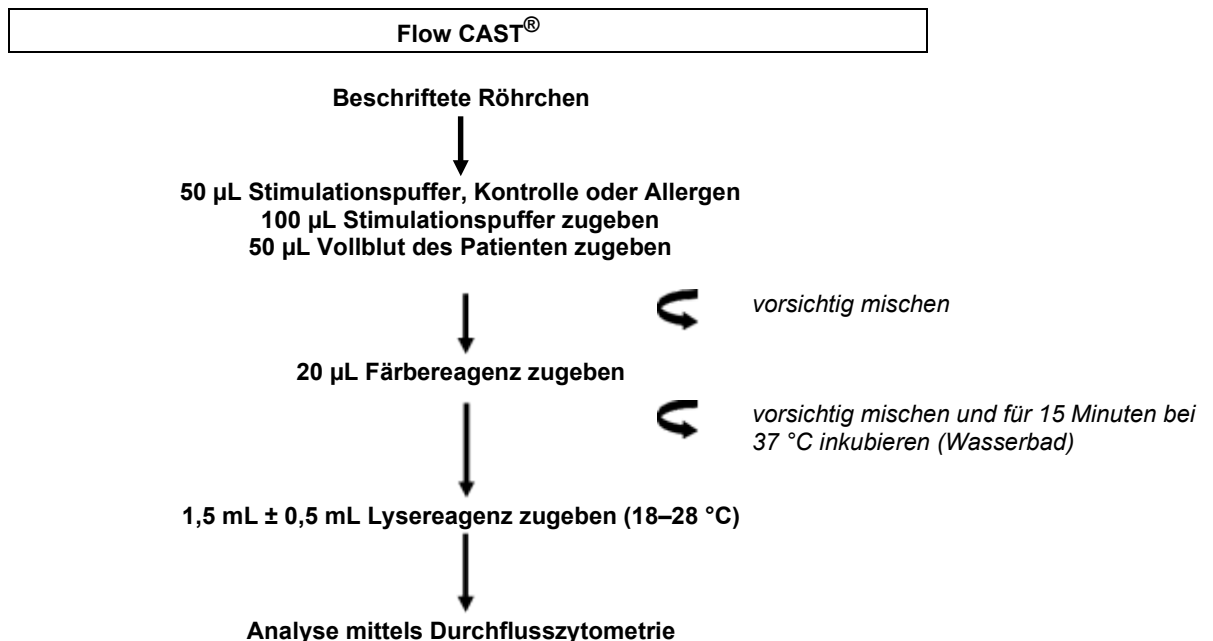 Flow CAST®
Beschriftete Röhrchen
50 µL Stimulationspuffer, Kontrolle oder Allergen
100 µL Stimulationspuffer zugeben
50 µL Vollblut des Patienten zugeben
vorsichtig mischen
20 µL Färbereagenz zugeben
vorsichtig mischen und für 15 Minuten bei
37 °C inkubieren (Wasserbad)
1,5 mL ± 0,5 mL Lysereagenz zugeben (18–28 °C)
Analyse mittels Durchflusszytometrie